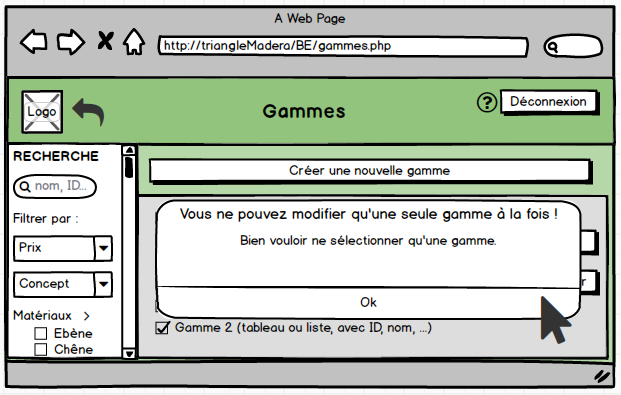 A Web Page
http://triangleMadera/BE/gammes.php
Logo
Gammes
?
Déconnexion
RECHERCHE
nom, ID...
Filtrer par :
Prix
Concept
Matériaux >
Ebène
Chêne
Créer une nouvelle gamme
Vous ne pouvez modifier qu'une seule gamme à la fois !
Bien vouloir ne sélectionner qu'une gamme.
Ok
r
Gamme 2 (tableau ou liste, avec ID, nom, ...)